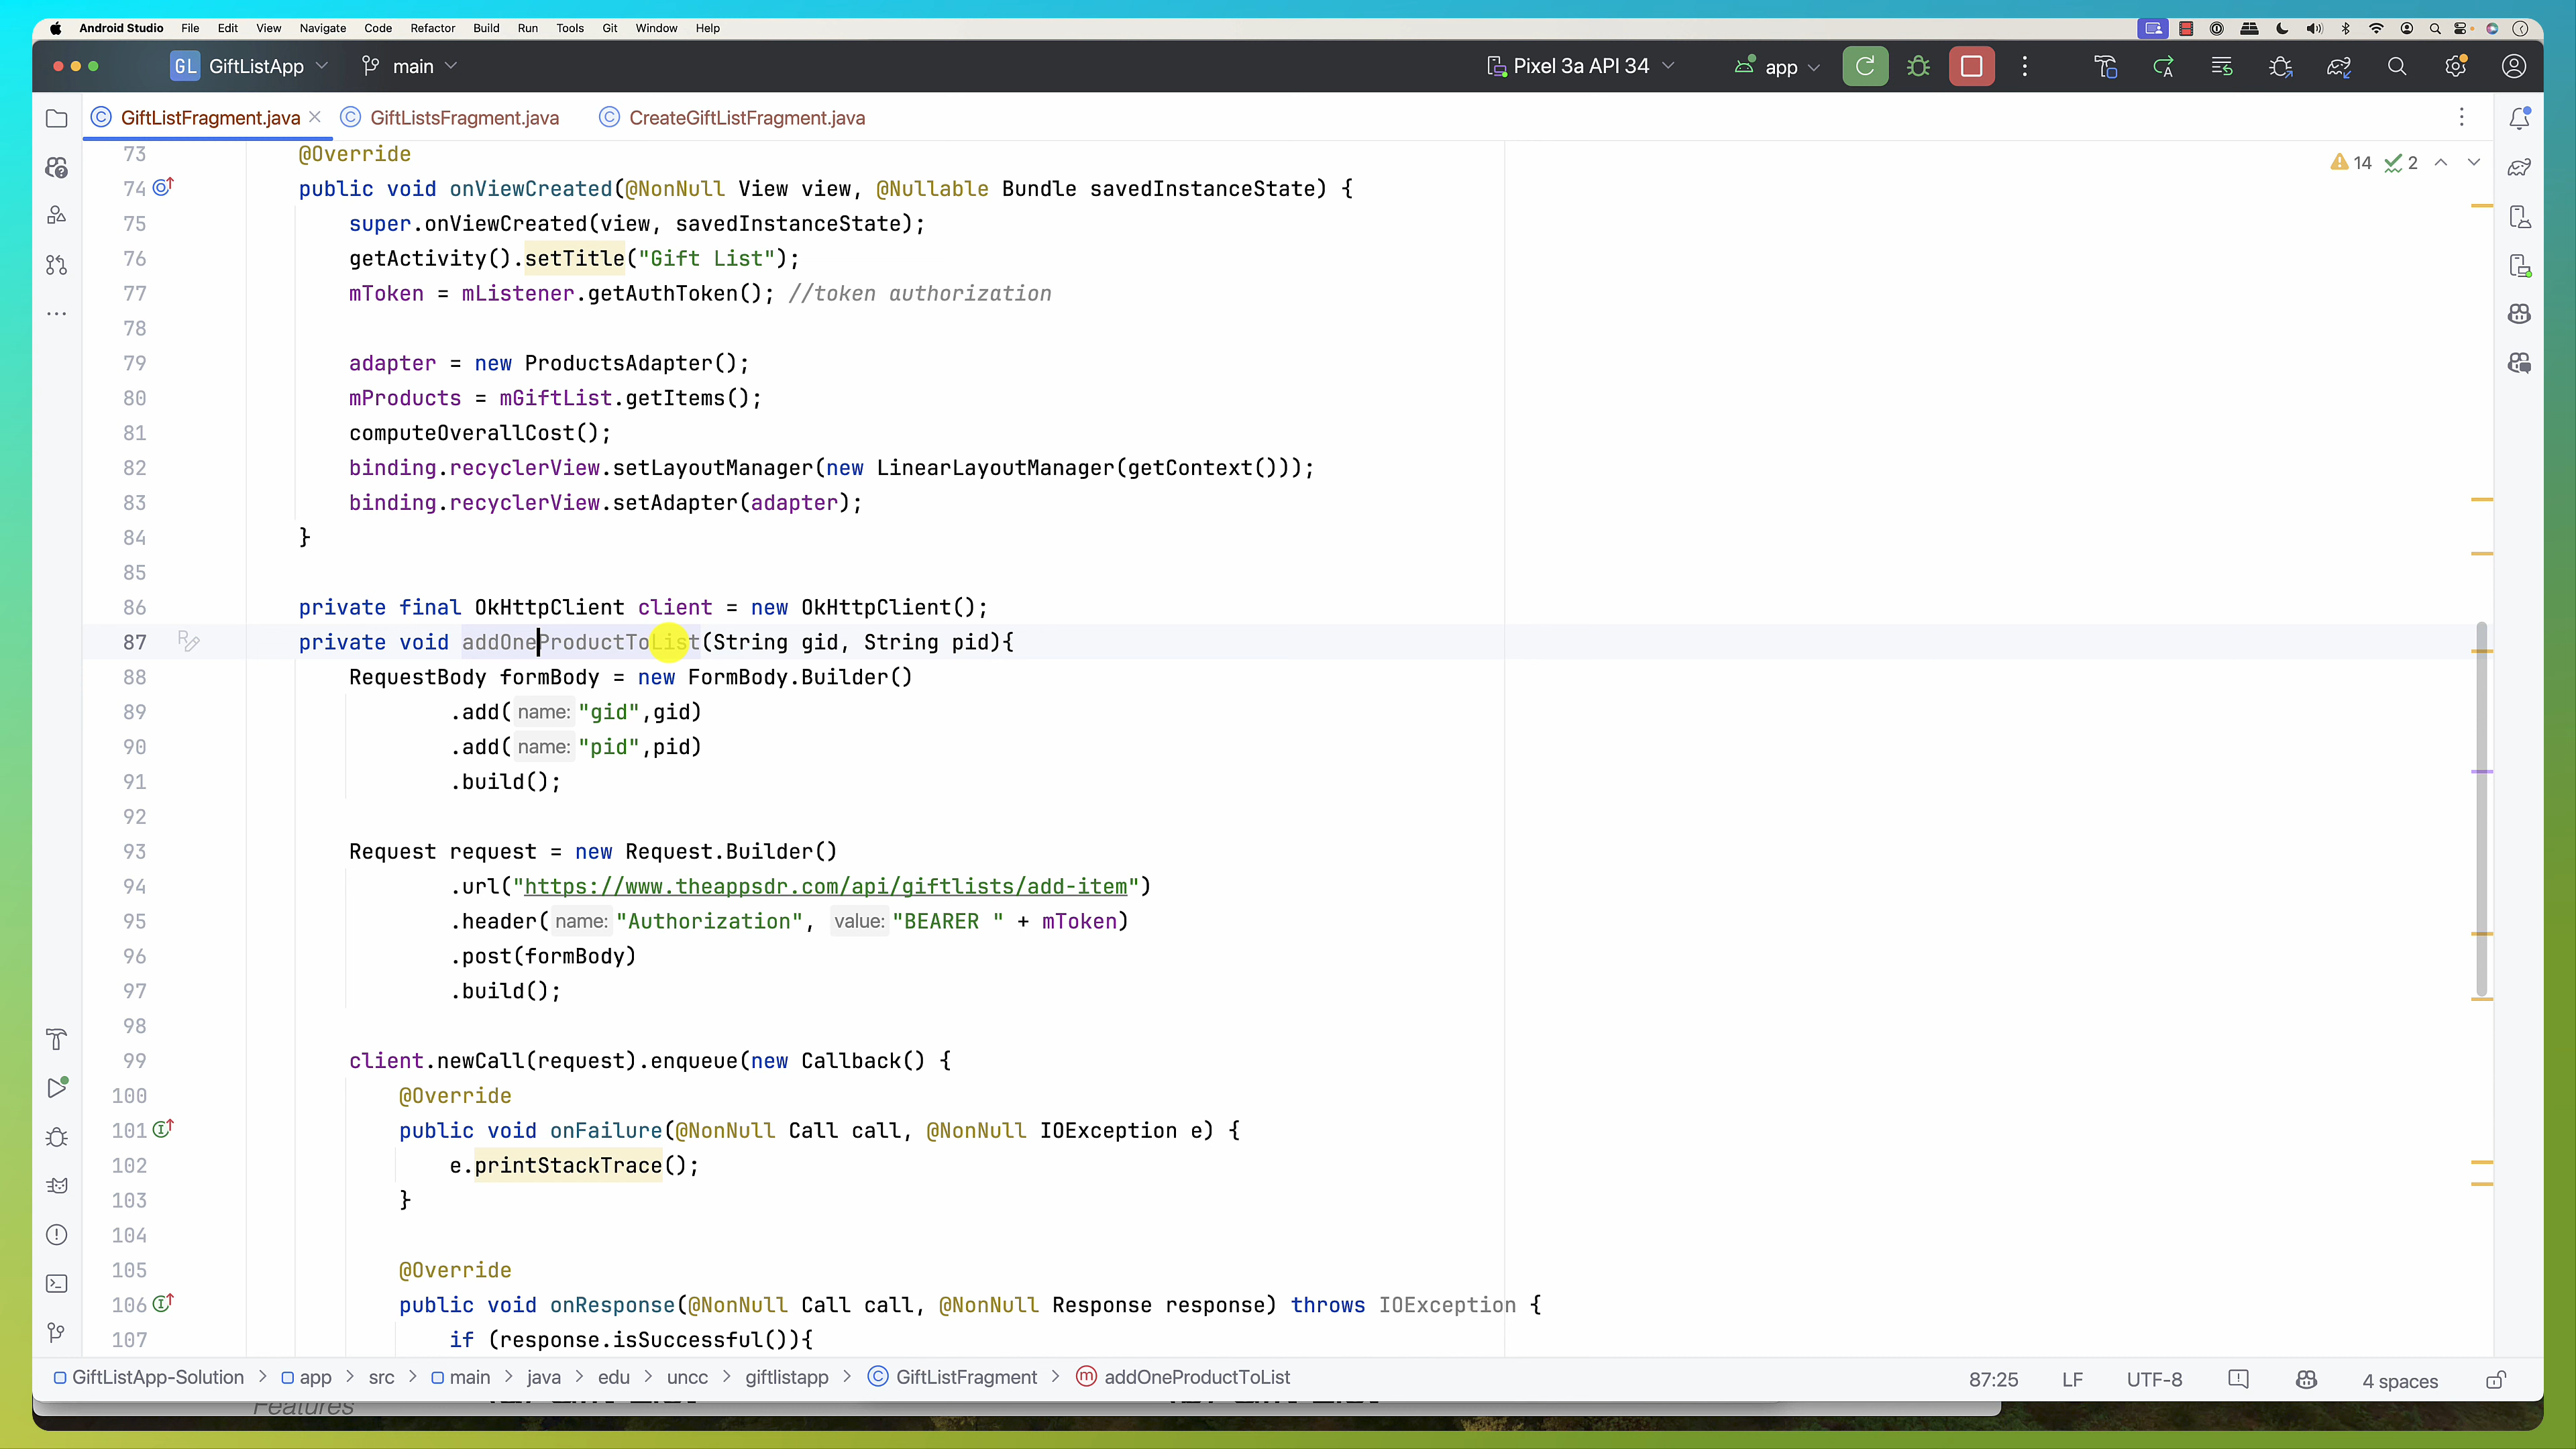 Android Studio File Edit View Navigate Code Refactor Build Run Tools Git Window Help
GL GiftListApp main Pixel 3a API 34 app
GiftListFragment.java GiftListsFragment.java CreateGiftListFragment.java
14 2
73 @Override
74 public void onViewCreated(@NonNull View view, @Nullable Bundle savedInstanceState) {
75 super.onViewCreated(view, savedInstanceState);
76 getActivity().setTitle("Gift List");
77 mToken = mListener.getAuthToken(); //token authorization
78
79 adapter = new ProductsAdapter();
80 mProducts = mGiftList.getItems();
81 computeOverallCost();
82 binding.recyclerView.setLayoutManager(new LinearLayoutManager(getContext()));
83 binding.recyclerView.setAdapter(adapter);
84 }
85
86 private final OkHttpClient client = new OkHttpClient();
87 private void addOneProductToList(String gid, String pid){
88 RequestBody formBody = new FormBody.Builder()
89 .add( name: "gid",gid)
90 .add( name: "pid",pid)
91 .build();
92
93 Request request = new Request.Builder()
94 .url("https://www.theappsdr.com/api/giftlists/add-item")
95 .header( name: "Authorization", value: "BEARER " + mToken)
96 .post(formBody)
97 .build();
98
99 client.newCall(request).enqueue(new Callback() {
100 @Override
101 public void onFailure(@NonNull Call call, @NonNull IOException e) {
102 e.printStackTrace();
103 }
104
105 @Override
106 public void onResponse(@NonNull Call call, @NonNull Response response) throws IOException {
107 if (response.isSuccessful()){
GiftListApp-Solution > app > src > main > java > edu > uncc > giftlistapp > GiftListFragment > addOneProductToList 87:25 LF UTF-8 4 spaces
Features